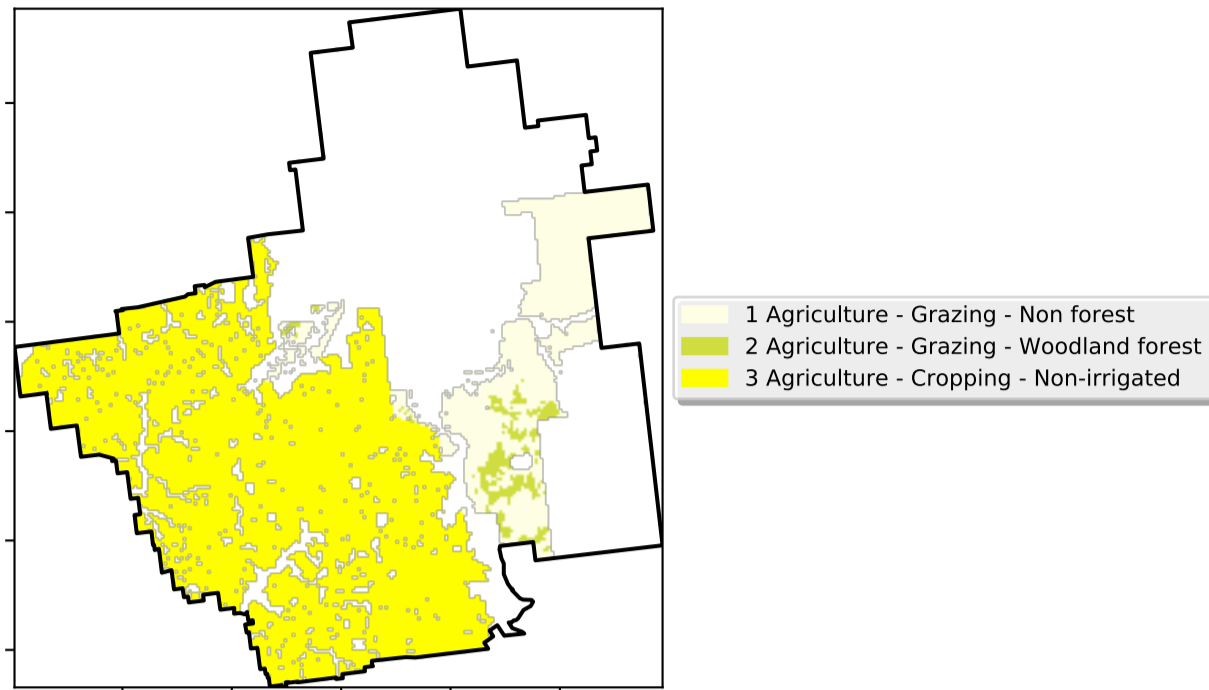 1 Agriculture - Grazing - Non forest
2 Agriculture - Grazing - Woodland forest
3 Agriculture - Cropping - Non-irrigated